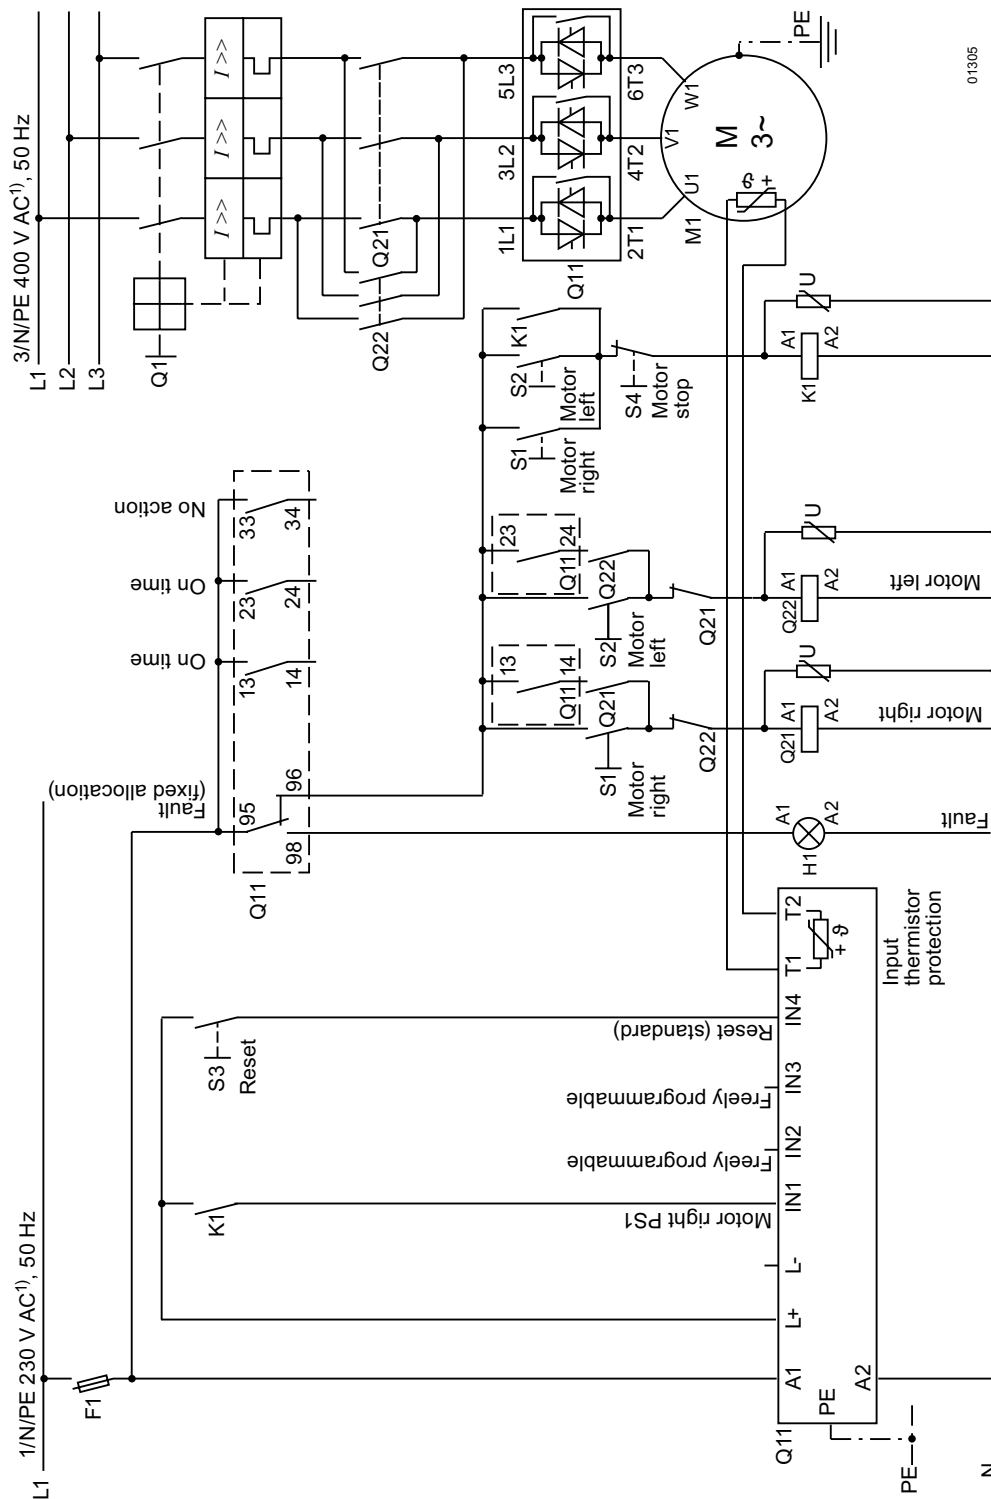 1/N/PE 230 V AC1), 50 Hz
L1
F1
K1
S3
Reset
Q11
95
96
98
Fault
(fixed allocation)
13
14
On time
23
24
On time
33
34
No action
3/N/PE 400 V AC1), 50 Hz
L1
L2
L3
Q1
I >>
I >>
I >>
Q21
Q22
1L1
3L2
5L3
Q11
2T1
4T2
6T3
M1
U1
V1
W1
M
3~
ϑ
+
PE
S1
Motor
right
13
Q11
14
Q21
Q22
S2
Motor
left
23
Q11
24
Q22
Q21
S1
Motor
right
S2
Motor
left
K1
S4
Motor
stop
Q11
A1
PE
A2
L+
L-
IN1
IN2
IN3
IN4
T1
T2
+ ϑ
Motor right PS1
Freely programmable
Freely programmable
Reset (standard)
Input
thermistor
protection
H1
A1
A2
Fault
Q21
A1
A2
U
Motor right
Q22
A1
A2
U
Motor left
K1
A1
A2
U
PE
N
01305